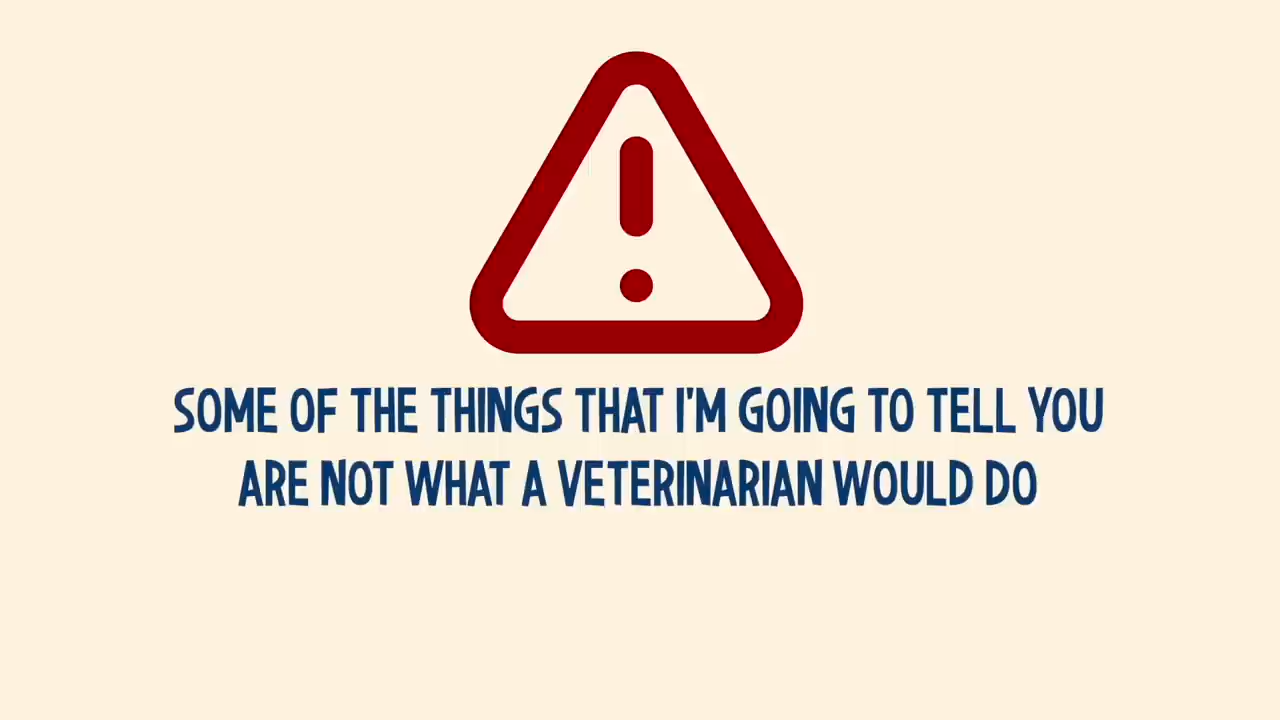 SOME OF THE THINGS THAT I'M GOING TO TELL YOU
ARE NOT WHAT A VETERINARIAN WOULD DO